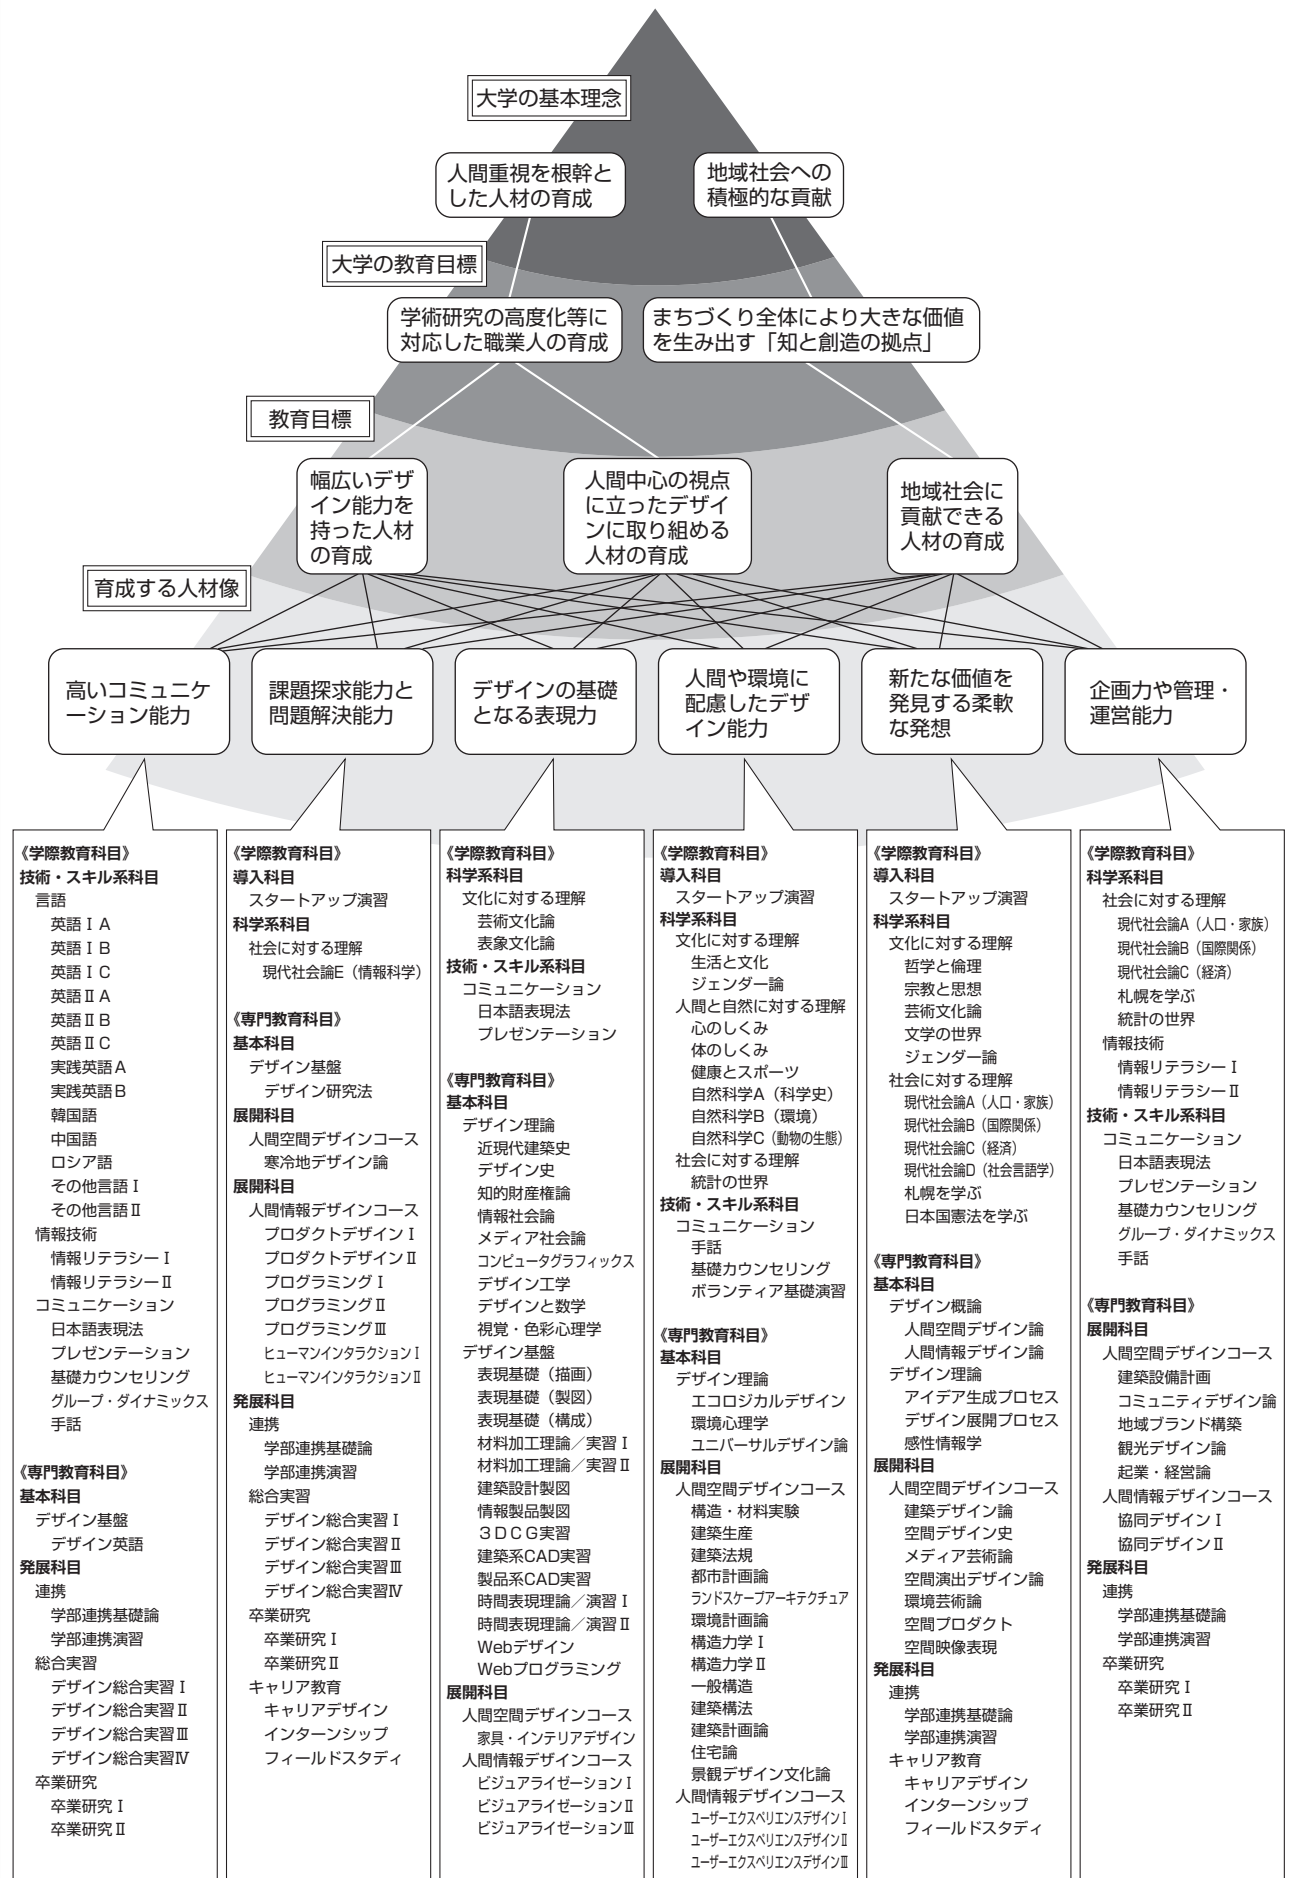 大学の基本理念
人間重視を根幹と
した人材の育成
地域社会への
積極的な貢献
大学の教育目標
学術研究の高度化等に
対応した職業人の育成
まちづくり全体により大きな価値
を生み出す「知と創造の拠点」
教育目標
幅広いデザ
イン能力を
持った人材
の育成
人間中心の視点
に立ったデザイ
ンに取り組める
人材の育成
地域社会に
貢献できる
人材の育成
育成する人材像
高いコミュニケ
ーション能力
課題探求能力と
問題解決能力
デザインの基礎
となる表現力
人間や環境に
配慮したデザ
イン能力
新たな価値を
発見する柔軟
な発想
企画力や管理・
運営能力
《学際教育科目》
技術・スキル系科目
言語
英語ⅠA
英語ⅠB
英語ⅠC
英語ⅡA
英語ⅡB
英語ⅡC
実践英語A
実践英語B
韓国語
中国語
ロシア語
その他言語Ⅰ
その他言語Ⅱ
情報技術
情報リテラシーⅠ
情報リテラシーⅡ
コミュニケーション
日本語表現法
プレゼンテーション
基礎カウンセリング
グループ・ダイナミックス
手話
《専門教育科目》
基本科目
デザイン基盤
デザイン英語
発展科目
連携
学部連携基礎論
学部連携演習
総合実習
デザイン総合実習Ⅰ
デザイン総合実習Ⅱ
デザイン総合実習Ⅲ
デザイン総合実習Ⅳ
卒業研究
卒業研究Ⅰ
卒業研究Ⅱ
《学際教育科目》
導入科目
スタートアップ演習
科学系科目
社会に対する理解
現代社会論E（情報科学）
《専門教育科目》
基本科目
デザイン基盤
デザイン研究法
展開科目
人間空間デザインコース
寒冷地デザイン論
展開科目
人間情報デザインコース
プロダクトデザインⅠ
プロダクトデザインⅡ
プログラミングⅠ
プログラミングⅡ
プログラミングⅢ
ヒューマンインタラクションⅠ
ヒューマンインタラクションⅡ
発展科目
連携
学部連携基礎論
学部連携演習
総合実習
デザイン総合実習Ⅰ
デザイン総合実習Ⅱ
デザイン総合実習Ⅲ
デザイン総合実習Ⅳ
卒業研究
卒業研究Ⅰ
卒業研究Ⅱ
キャリア教育
キャリアデザイン
インターンシップ
フィールドスタディ
《学際教育科目》
科学系科目
文化に対する理解
芸術文化論
表象文化論
技術・スキル系科目
コミュニケーション
日本語表現法
プレゼンテーション
《専門教育科目》
基本科目
デザイン理論
近現代建築史
デザイン史
知的財産権論
情報社会論
メディア社会論
コンピュータグラフィックス
デザイン工学
デザインと数学
視覚・色彩心理学
デザイン基盤
表現基礎（描画）
表現基礎（製図）
表現基礎（構成）
材料加工理論／実習Ⅰ
材料加工理論／実習Ⅱ
建築設計製図
情報製品製図
３ＤＣＧ実習
建築系CAD実習
製品系CAD実習
時間表現理論／演習Ⅰ
時間表現理論／演習Ⅱ
Webデザイン
Webプログラミング
展開科目
人間空間デザインコース
家具・インテリアデザイン
人間情報デザインコース
ビジュアライゼーションⅠ
ビジュアライゼーションⅡ
ビジュアライゼーションⅢ
《学際教育科目》
導入科目
スタートアップ演習
科学系科目
文化に対する理解
生活と文化
ジェンダー論
人間と自然に対する理解
心のしくみ
体のしくみ
健康とスポーツ
自然科学A（科学史）
自然科学B（環境）
自然科学C（動物の生態）
社会に対する理解
統計の世界
技術・スキル系科目
コミュニケーション
手話
基礎カウンセリング
ボランティア基礎演習
《専門教育科目》
基本科目
デザイン理論
エコロジカルデザイン
環境心理学
ユニバーサルデザイン論
展開科目
人間空間デザインコース
構造・材料実験
建築生産
建築法規
都市計画論
ランドスケープアーキテクチュア
環境計画論
構造力学Ⅰ
構造力学Ⅱ
一般構造
建築構法
建築計画論
住宅論
景観デザイン文化論
人間情報デザインコース
ユーザーエクスペリエンスデザインⅠ
ユーザーエクスペリエンスデザインⅡ
ユーザーエクスペリエンスデザインⅢ
《学際教育科目》
導入科目
スタートアップ演習
科学系科目
文化に対する理解
哲学と倫理
宗教と思想
芸術文化論
文学の世界
ジェンダー論
社会に対する理解
現代社会論A（人口・家族）
現代社会論B（国際関係）
現代社会論C（経済）
現代社会論D（社会言語学）
札幌を学ぶ
日本国憲法を学ぶ
《専門教育科目》
基本科目
デザイン概論
人間空間デザイン論
人間情報デザイン論
デザイン理論
アイデア生成プロセス
デザイン展開プロセス
感性情報学
展開科目
人間空間デザインコース
建築デザイン論
空間デザイン史
メディア芸術論
空間演出デザイン論
環境芸術論
空間プロダクト
空間映像表現
発展科目
連携
学部連携基礎論
学部連携演習
キャリア教育
キャリアデザイン
インターンシップ
フィールドスタディ
《学際教育科目》
科学系科目
社会に対する理解
現代社会論A（人口・家族）
現代社会論B（国際関係）
現代社会論C（経済）
札幌を学ぶ
統計の世界
情報技術
情報リテラシーⅠ
情報リテラシーⅡ
技術・スキル系科目
コミュニケーション
日本語表現法
プレゼンテーション
基礎カウンセリング
グループ・ダイナミックス
手話
《専門教育科目》
展開科目
人間空間デザインコース
建築設備計画
コミュニティデザイン論
地域ブランド構築
観光デザイン論
起業・経営論
人間情報デザインコース
協同デザインⅠ
協同デザインⅡ
発展科目
連携
学部連携基礎論
学部連携演習
卒業研究
卒業研究Ⅰ
卒業研究Ⅱ